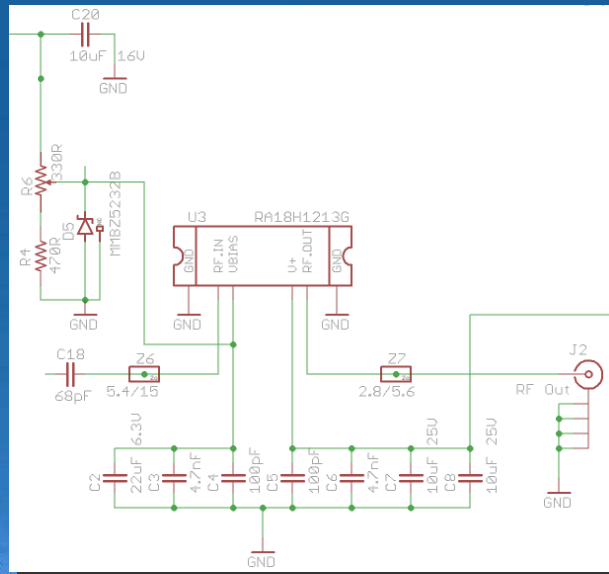 C20
10uF 16V
GND
R6
330R
D5
MMBZ5232B
R4
470R
GND
U3 RA18H1213G
GND
RF.IN
VBIAS
V+
RF.OUT
GND
GND
GND
C18
68pF
Z6
5.4/15
Z7
2.8/5.6
J2
RF Out
GND
C2
22uF
6.3V
C3
4.7nF
C4
100pF
C5
100pF
C6
4.7nF
C7
10uF
25V
C8
10uF
25V
GND